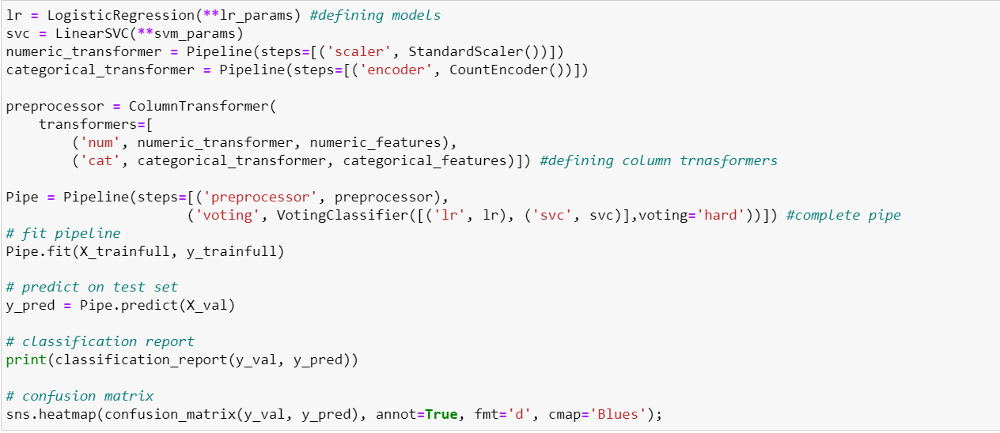 lr = LogisticRegression(**lr_params) #defining models
svc = LinearSVC(**svm_params)
numeric_transformer = Pipeline(steps=[('scaler', StandardScaler())])
categorical_transformer = Pipeline(steps=[('encoder', CountEncoder())])
preprocessor = ColumnTransformer(
    transformers=[
        ('num', numeric_transformer, numeric_features),
        ('cat', categorical_transformer, categorical_features)]) #defining column trnasformers
Pipe = Pipeline(steps=[('preprocessor', preprocessor),
                      ('voting', VotingClassifier([('lr', lr), ('svc', svc)],voting='hard'))]) #complete pipe
# fit pipeline
Pipe.fit(X_trainfull, y_trainfull)
# predict on test set
y_pred = Pipe.predict(X_val)
# classification report
print(classification_report(y_val, y_pred))
# confusion matrix
sns.heatmap(confusion_matrix(y_val, y_pred), annot=True, fmt='d', cmap='Blues');